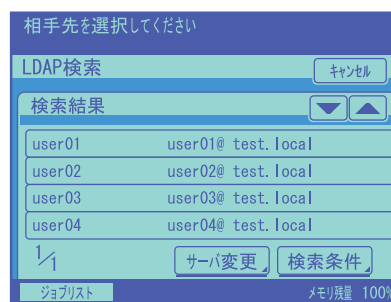 相手先を選択してください
LDAP検索
キャンセル
検索結果
user01 user01@ test.local
user02 user02@ test.local
user03 user03@ test.local
user04 user04@ test.local
1/1
サーバ変更
検索条件
ジョブリスト
メモリ残量 100%